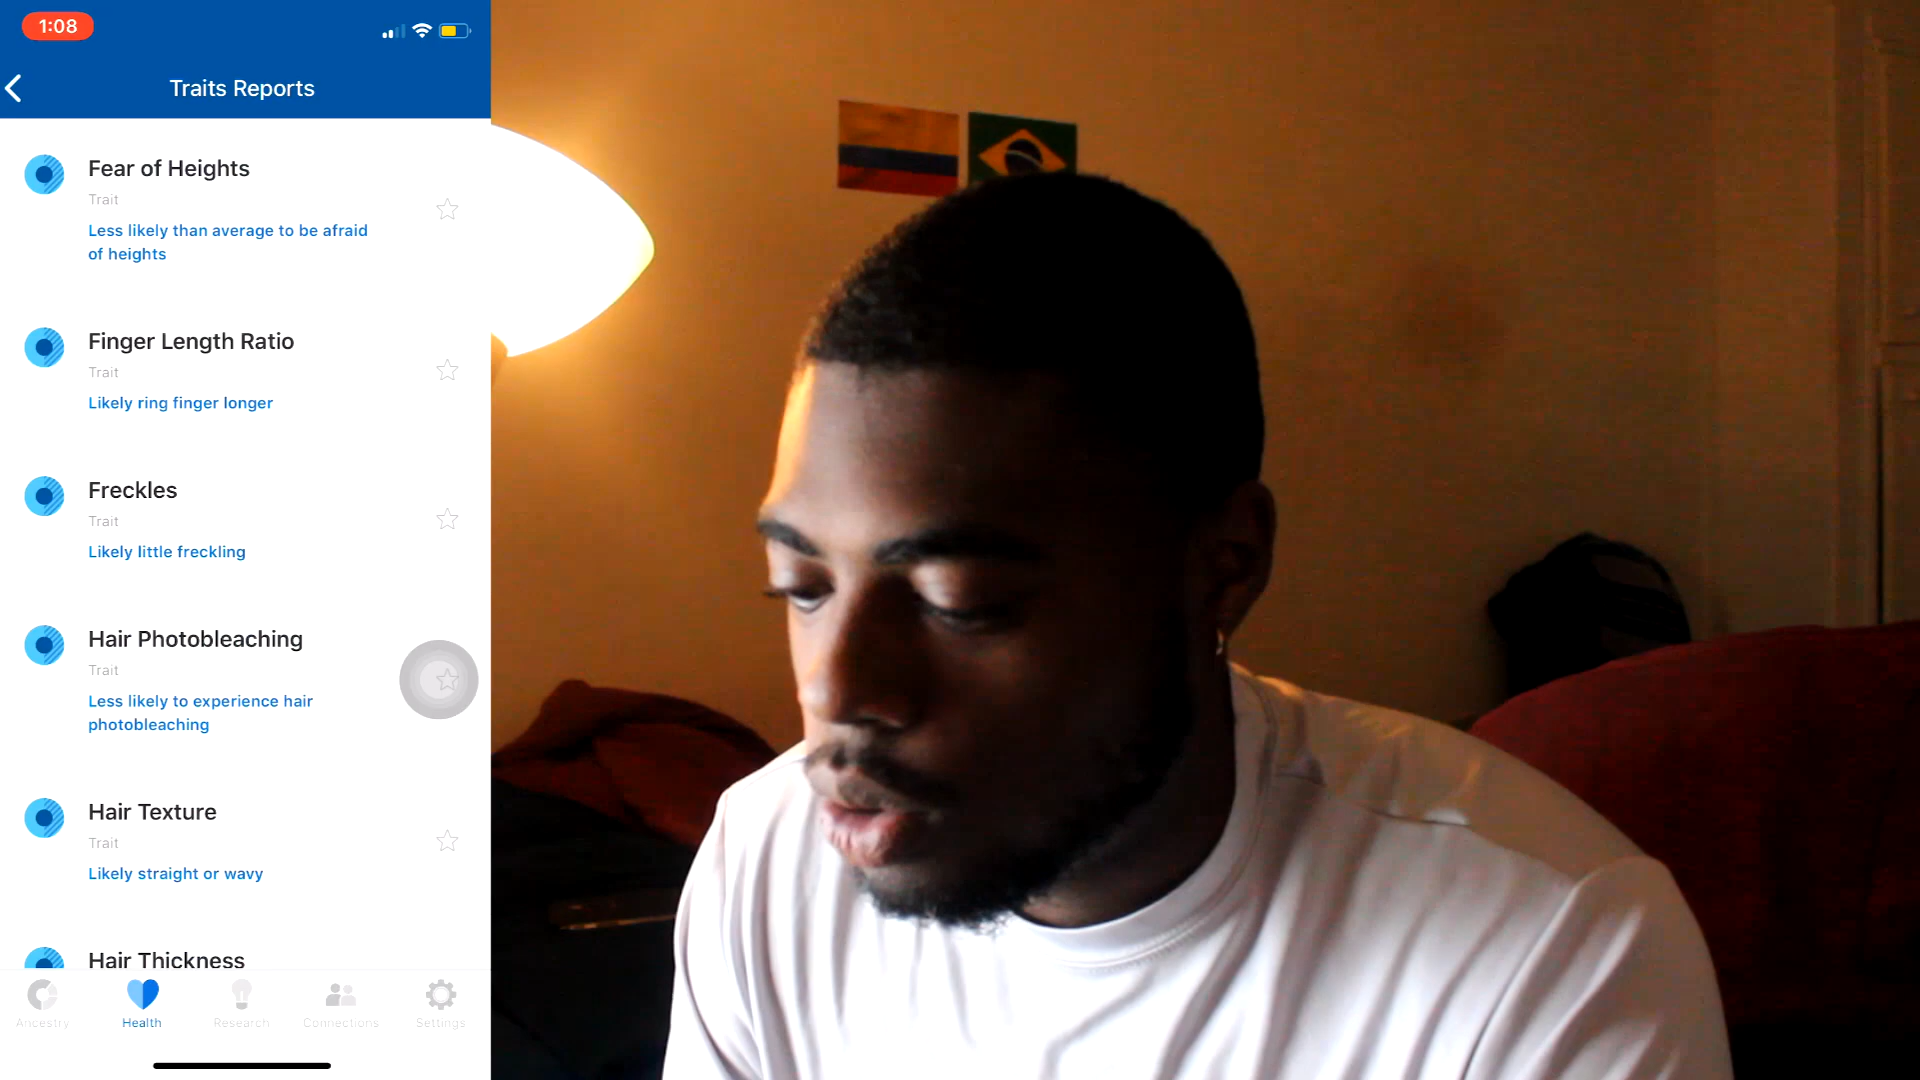 1:08
Traits Reports
Fear of Heights
Trait
Less likely than average to be afraid
of heights
Finger Length Ratio
Trait
Likely ring finger longer
Freckles
Trait
Likely little freckling
Hair Photobleaching
Trait
Less likely to experience hair
photobleaching
Hair Texture
Trait
Likely straight or wavy
Hair Thickness
Ancestry
Health
Research
Connections
Settings